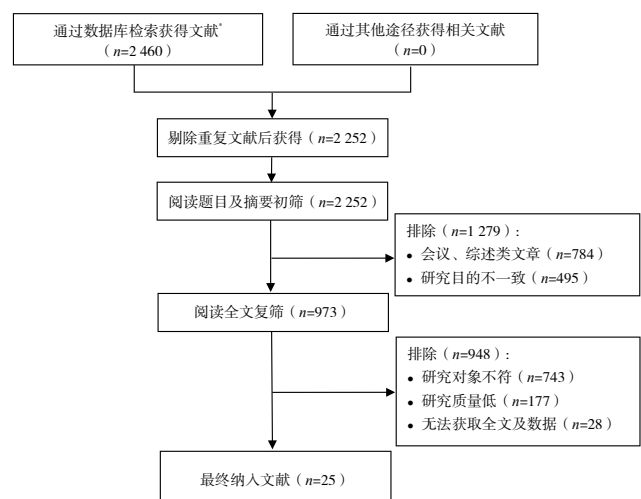 通过数据库检索获得文献*
(n=2 460)
通过其他途径获得相关文献
(n=0)
剔除重复文献后获得(n=2 252)
阅读题目及摘要初筛(n=2 252)
排除(n=1 279):
• 会议、综述类文章(n=784)
• 研究目的不一致(n=495)
阅读全文复筛(n=973)
排除(n=948):
• 研究对象不符(n=743)
• 研究质量低(n=177)
• 无法获取全文及数据(n=28)
最终纳入文献(n=25)